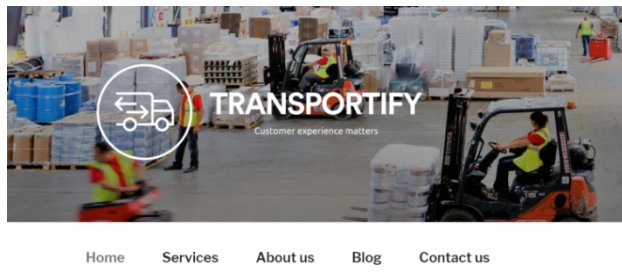 TRANSPORTIFY
Customer experience matters
Home Services About us Blog Contact us